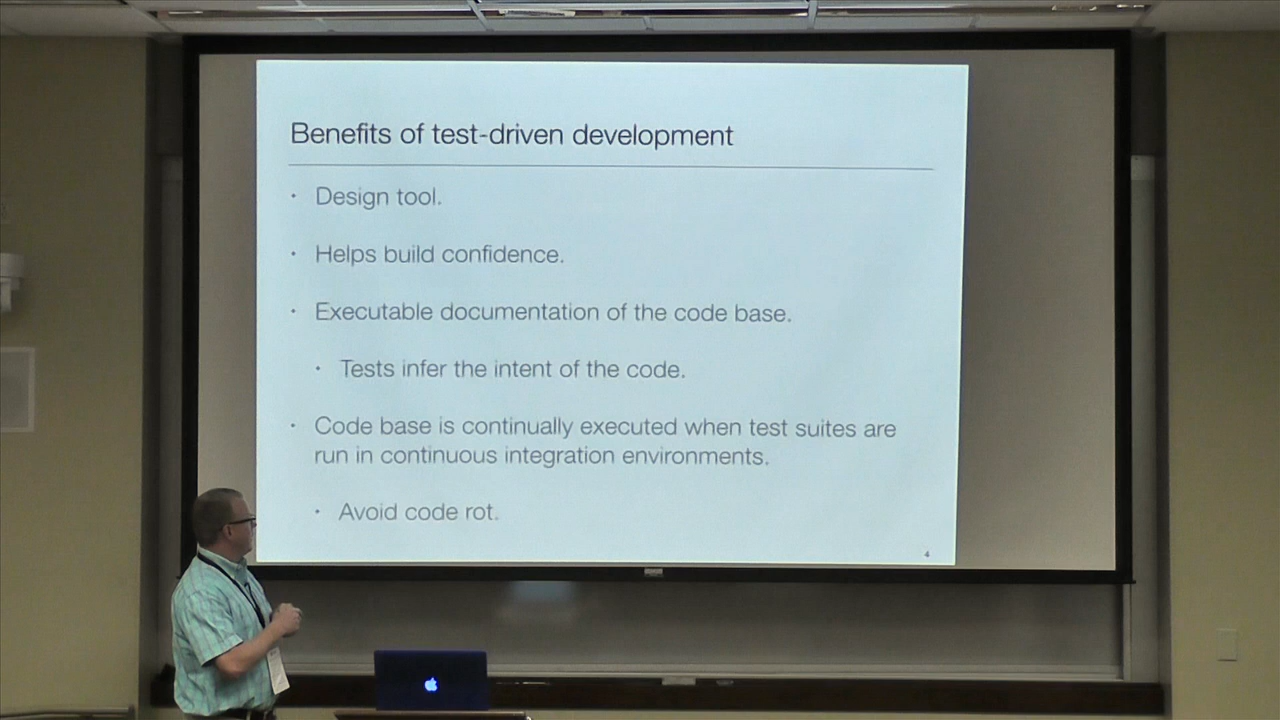 Benefits of test-driven development
• Design tool.
• Helps build confidence.
• Executable documentation of the code base.
• Tests infer the intent of the code.
• Code base is continually executed when test suites are
run in continuous integration environments.
• Avoid code rot.
4